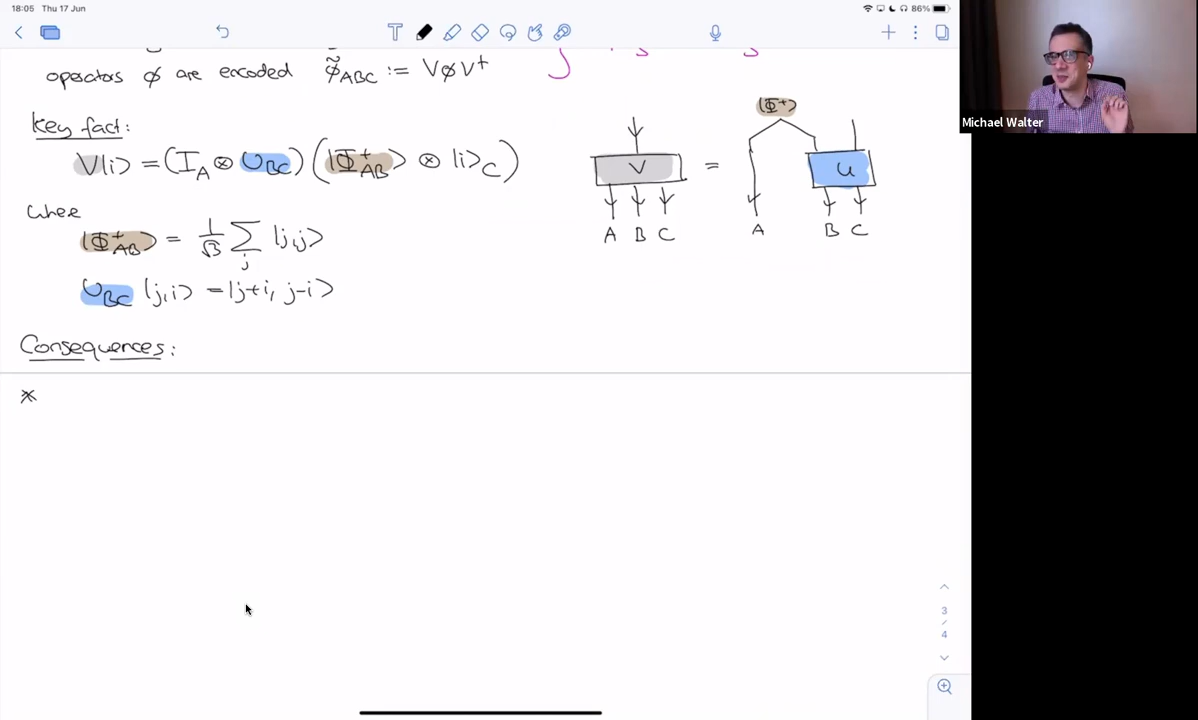 18:05 Thu 17 Jun
86%
operators ϕ are encoded ϕ̃_ABC := VϕV†
Key fact:
V|i⟩ = (I_A ⊗ U_BC) (|Φ⁺_AB⟩ ⊗ |i⟩_C)
where
|Φ⁺_AB⟩ = 1/√3 ∑_j |j,j⟩
U_BC |j,i⟩ = |j+i, j-i⟩
|Φ⁺⟩
V = U
A B C A B C
Consequences:
*
3
/
4
Michael Walter